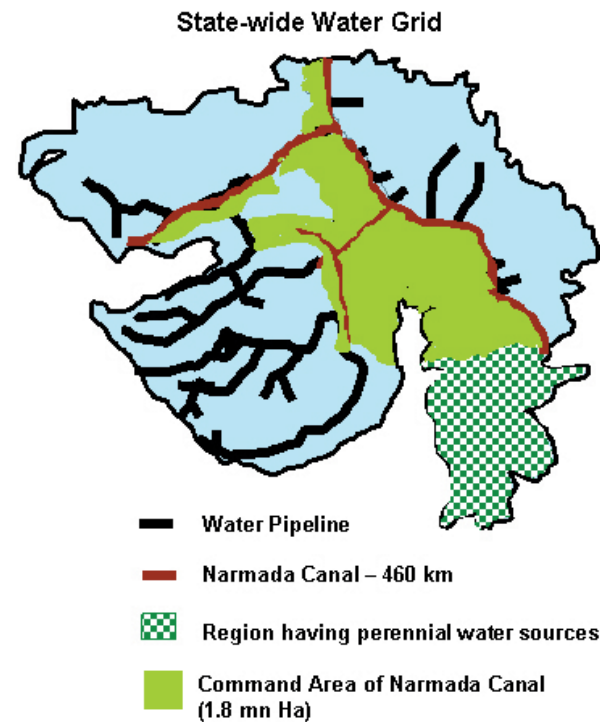 State-wide Water Grid
Water Pipeline
Narmada Canal – 460 km
Region having perennial water sources
Command Area of Narmada Canal
(1.8 mn Ha)